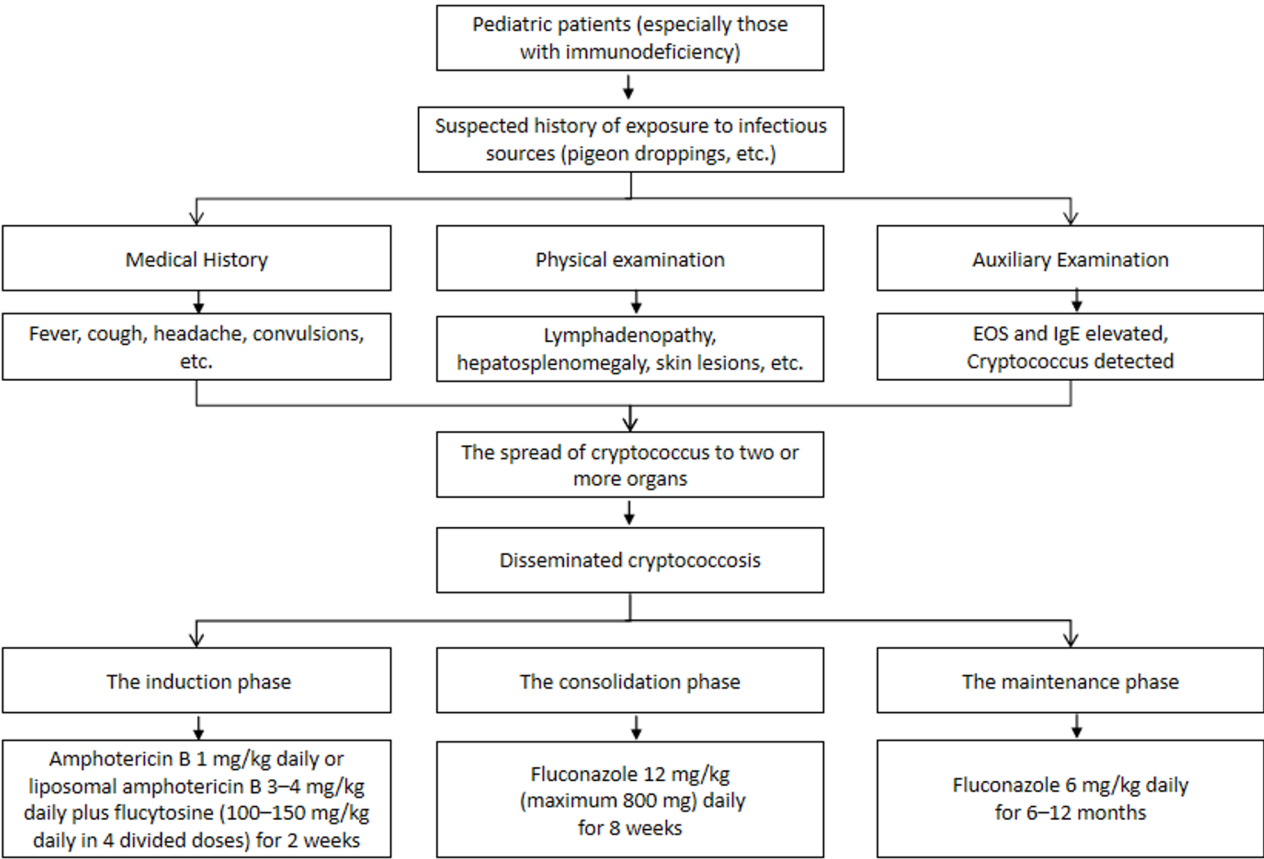 Pediatric patients (especially those
with immunodeficiency)
Suspected history of exposure to infectious
sources (pigeon droppings, etc.)
Medical History
Physical examination
Auxiliary Examination
Fever, cough, headache, convulsions,
etc.
Lymphadenopathy,
hepatosplenomegaly, skin lesions, etc.
EOS and IgE elevated,
Cryptococcus detected
The spread of cryptococcus to two or
more organs
Disseminated cryptococcosis
The induction phase
The consolidation phase
The maintenance phase
Amphotericin B 1 mg/kg daily or
liposomal amphotericin B 3–4 mg/kg
daily plus flucytosine (100–150 mg/kg
daily in 4 divided doses) for 2 weeks
Fluconazole 12 mg/kg
(maximum 800 mg) daily
for 8 weeks
Fluconazole 6 mg/kg daily
for 6–12 months